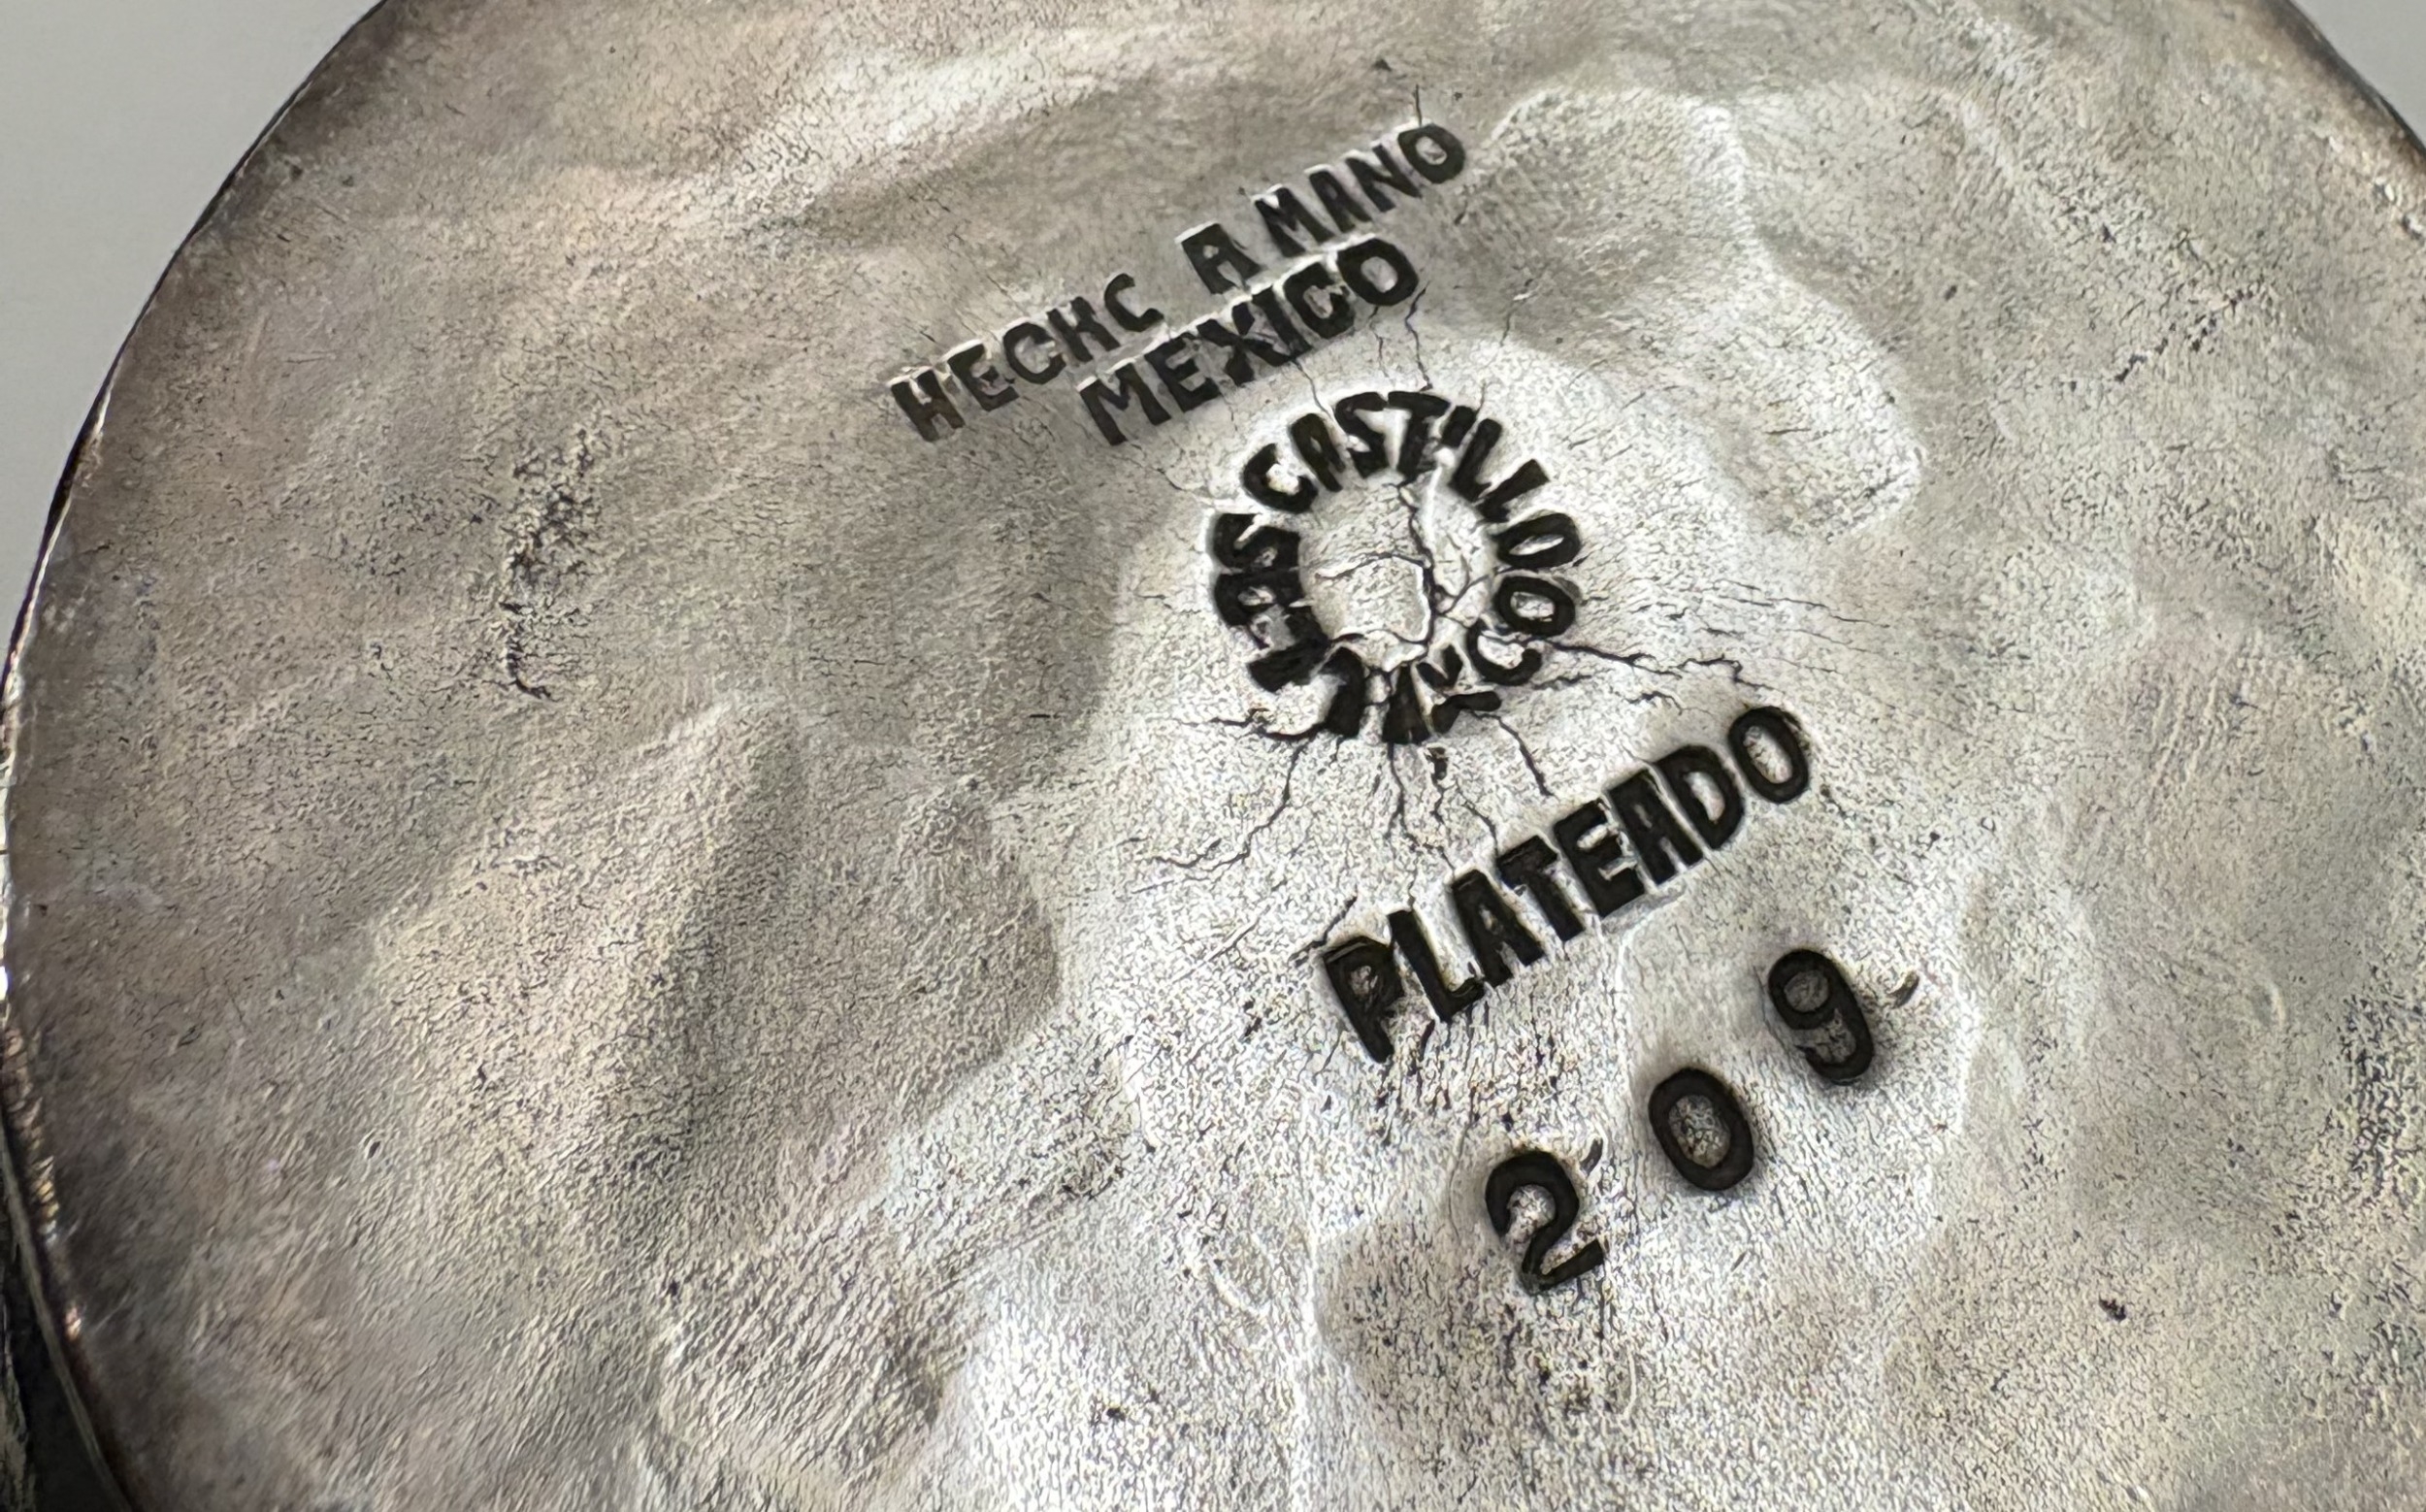 HECHO A MANO
MEXICO
LOS CASTILLO TAXCO
PLATEADO
209